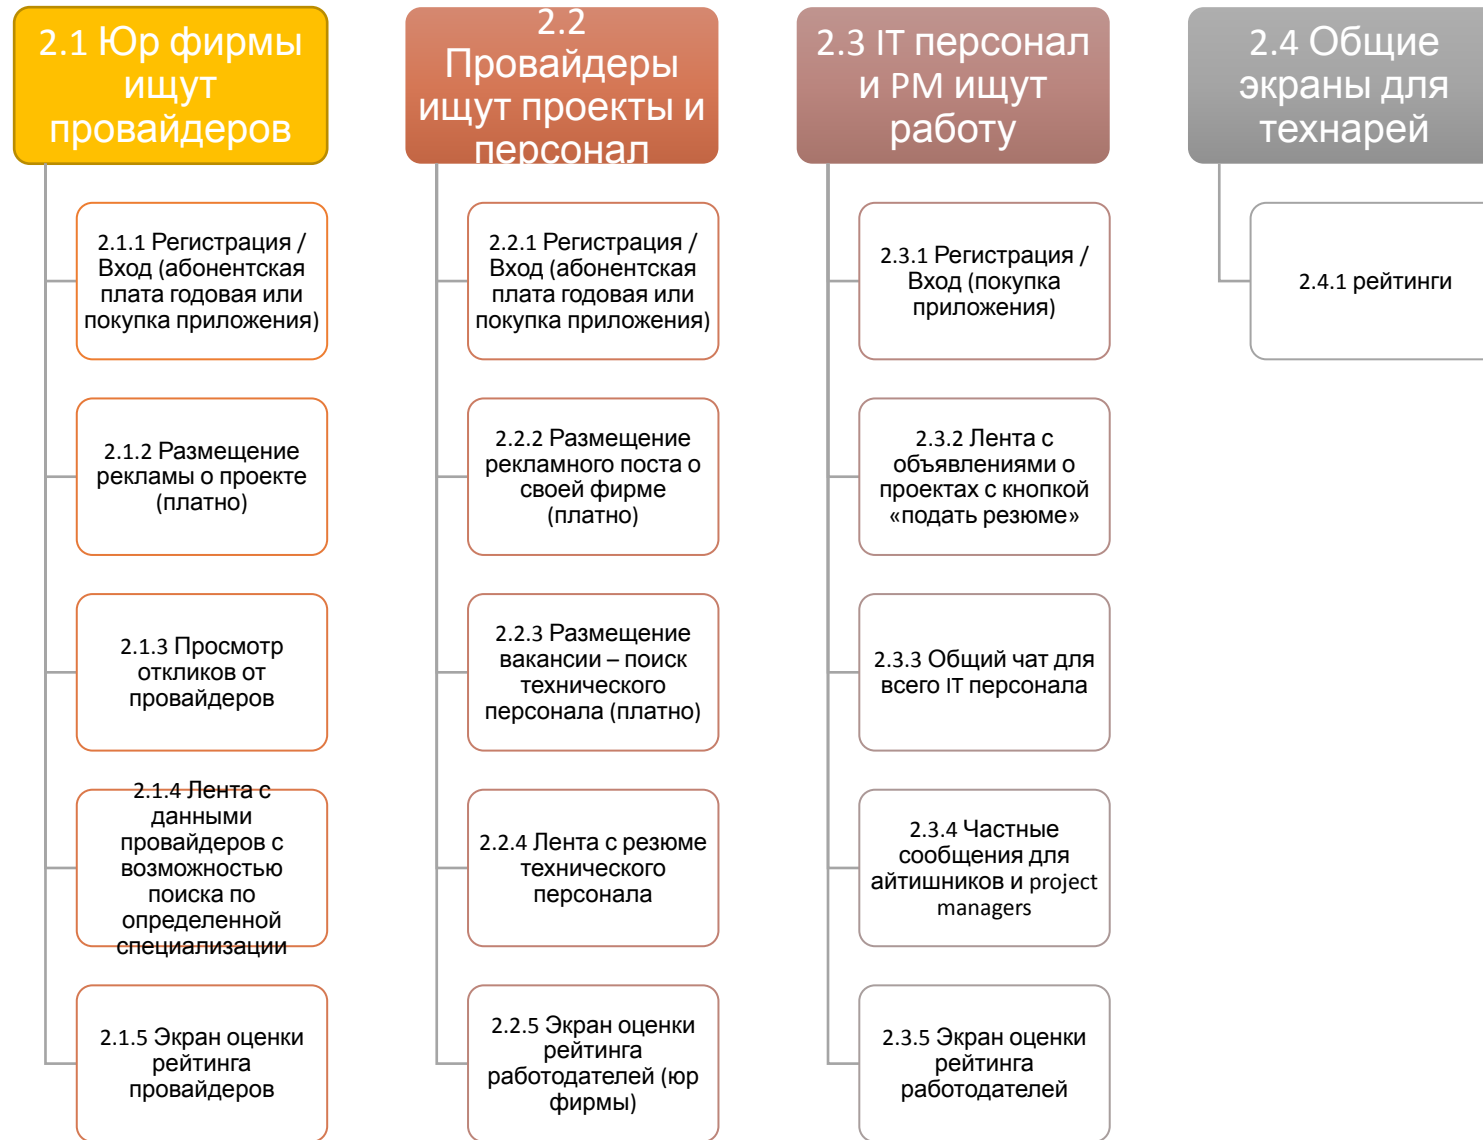 2.1 Юр фирмы
ищут
провайдеров
2.1.1 Регистрация /
Вход (абонентская
плата годовая или
покупка приложения)
2.1.2 Размещение
рекламы о проекте
(платно)
2.1.3 Просмотр
откликов от
провайдеров
2.1.4 Лента с
данными
провайдеров с
возможностью
поиска по
определенной
специализации
2.1.5 Экран оценки
рейтинга
провайдеров
2.2
Провайдеры
ищут проекты и
персонал
2.2.1 Регистрация /
Вход (абонентская
плата годовая или
покупка приложения)
2.2.2 Размещение
рекламного поста о
своей фирме
(платно)
2.2.3 Размещение
вакансии – поиск
технического
персонала (платно)
2.2.4 Лента с резюме
технического
персонала
2.2.5 Экран оценки
рейтинга
работодателей (юр
фирмы)
2.3 IT персонал
и PM ищут
работу
2.3.1 Регистрация /
Вход (покупка
приложения)
2.3.2 Лента с
объявлениями о
проектах с кнопкой
«подать резюме»
2.3.3 Общий чат для
всего IT персонала
2.3.4 Частные
сообщения для
айтишников и project
managers
2.3.5 Экран оценки
рейтинга
работодателей
2.4 Общие
экраны для
технарей
2.4.1 рейтинги